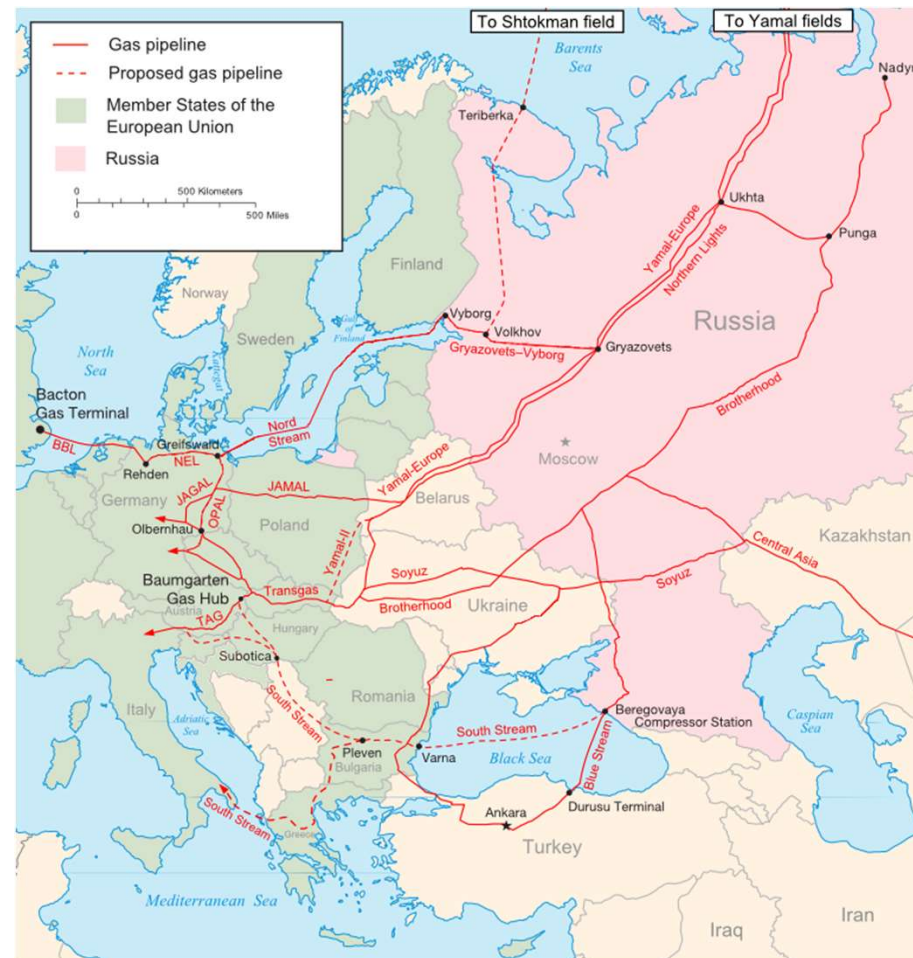 To Shtokman field
To Yamal fields
Gas pipeline
Proposed gas pipeline
Member States of the
European Union
Russia
0 500 Kilometers
0 500 Miles
Barents
Sea
Nadym
Teriberka
Ukhta
Punga
Yamal-Europe
Northern Lights
Finland
Norway
Sweden
Gulf
of
Finland
Vyborg
Volkhov
Gryazovets–Vyborg
Gryazovets
Russia
North
Sea
Kattegat
Bacton
Gas Terminal
BBL
Greifswald
Nord
Stream
Rehden
NEL
Brotherhood
Moscow
Germany
JAGAL
OPAL
JAMAL
Yamal-Europe
Belarus
Poland
Olbernhau
Yamal-II
Kazakhstan
Central Asia
Baumgarten
Gas Hub
Transgas
Soyuz
Brotherhood
Ukraine
Soyuz
TAG
Austria
Hungary
Subotica
Romania
Italy
Adriatic
Sea
South Stream
Beregovaya
Compressor Station
Caspian
Sea
Pleven
Bulgaria
Varna
South Stream
Black Sea
Blue Stream
Durusu Terminal
Ankara
Turkey
South Stream
Greece
Mediterranean Sea
Iraq
Iran